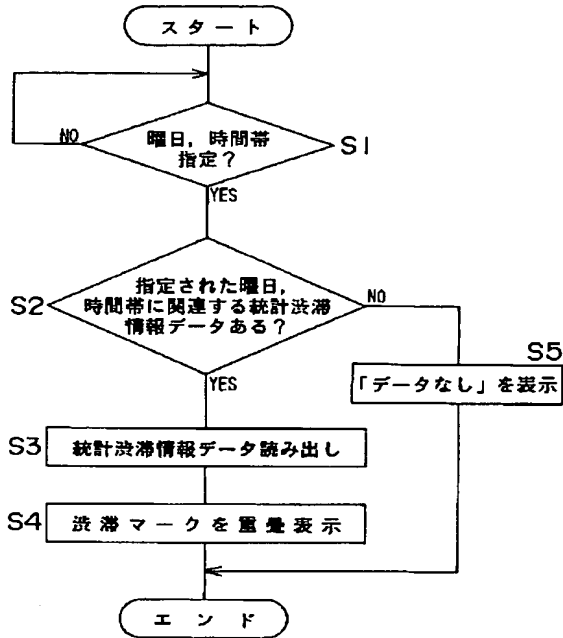 スタート
NO
曜日，時間帯
指定？
S1
YES
指定された曜日，
時間帯に関連する統計渋滞
情報データある？
S2
NO
YES
S5
「データなし」を表示
S3
統計渋滞情報データ読み出し
S4
渋滞マークを重畳表示
エンド